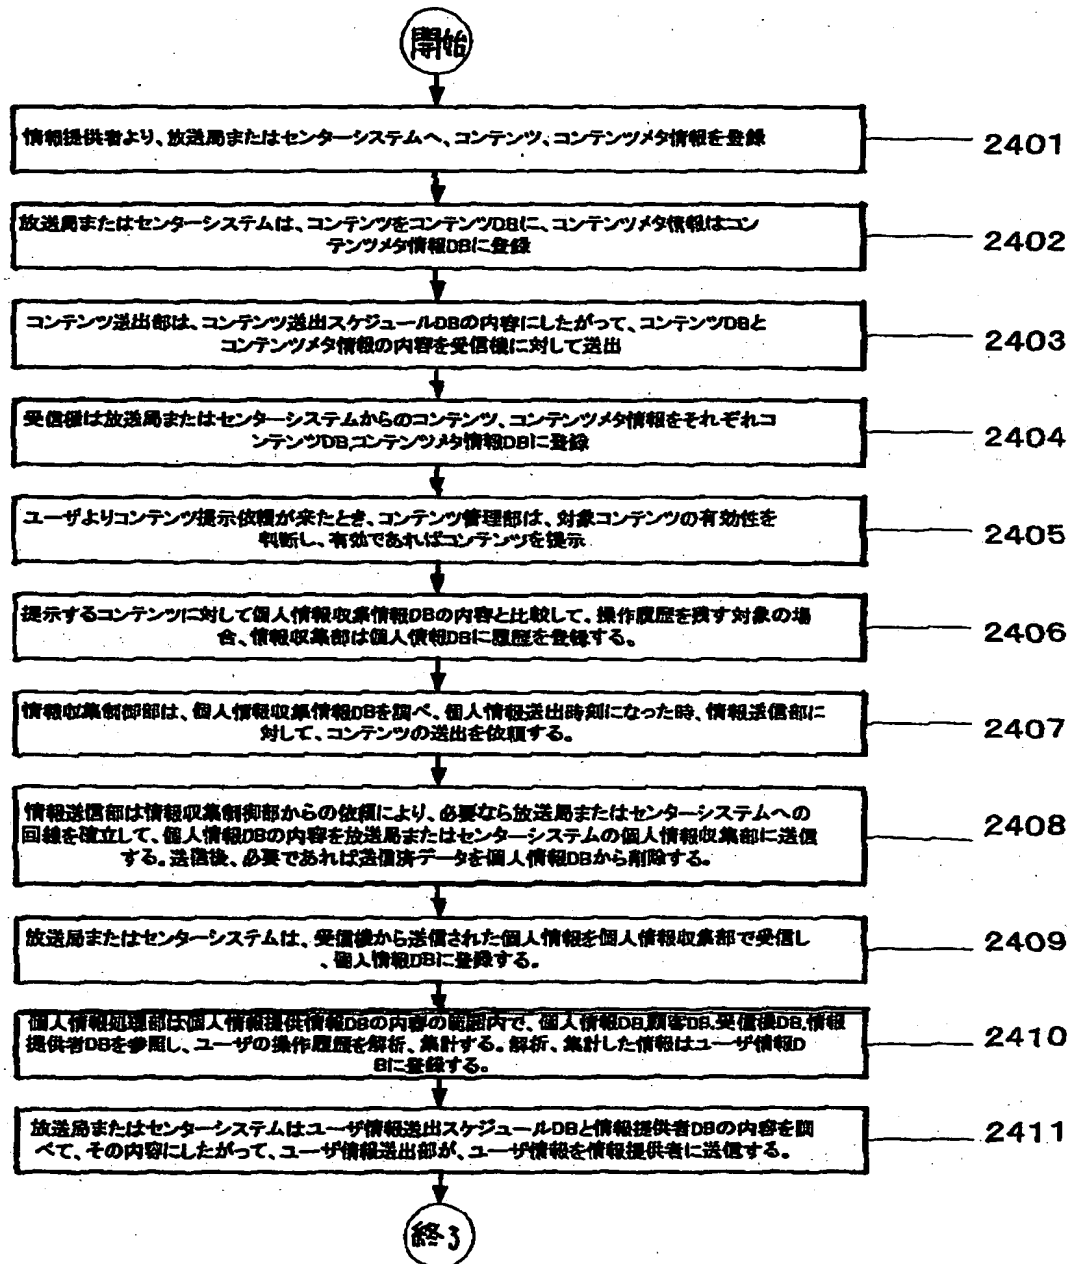 開始
情報提供者より、放送局またはセンターシステムへ、コンテンツ、コンテンツメタ情報を登録
2401
放送局またはセンターシステムは、コンテンツをコンテンツDBに、コンテンツメタ情報はコン
テンツメタ情報DBに登録
2402
コンテンツ送出部は、コンテンツ送出スケジュールDBの内容にしたがって、コンテンツDBと
コンテンツメタ情報の内容を受信機に対して送出
2403
受信機は放送局またはセンターシステムからのコンテンツ、コンテンツメタ情報をそれぞれコ
ンテンツDB,コンテンツメタ情報DBに登録
2404
ユーザよりコンテンツ提示依頼が来たとき、コンテンツ管理部は、対象コンテンツの有効性を
判断し、有効であればコンテンツを提示
2405
提示するコンテンツに対して個人情報収集情報DBの内容と比較して、操作履歴を残す対象の場
合、情報収集部は個人情報DBに履歴を登録する。
2406
情報収集制御部は、個人情報収集情報DBを調べ、個人情報送出時刻になった時、情報送信部に
対して、コンテンツの送出を依頼する。
2407
情報送信部は情報収集制御部からの依頼により、必要なら放送局またはセンターシステムへの
回線を確立して、個人情報DBの内容を放送局またはセンターシステムの個人情報収集部に送信
する。送信後、必要であれば送信済データを個人情報DBから削除する。
2408
放送局またはセンターシステムは、受信機から送信された個人情報を個人情報収集部で受信し
、個人情報DBに登録する。
2409
個人情報処理部は個人情報提供情報DBの内容の範囲内で、個人情報DB,顧客DB,受信機DB,情報
提供者DBを参照し、ユーザの操作履歴を解析、集計する。解析、集計した情報はユーザ情報D
Bに登録する。
2410
放送局またはセンターシステムはユーザ情報送出スケジュールDBと情報提供者DBの内容を調
べて、その内容にしたがって、ユーザ情報送出部が、ユーザ情報を情報提供者に送信する。
2411
終了